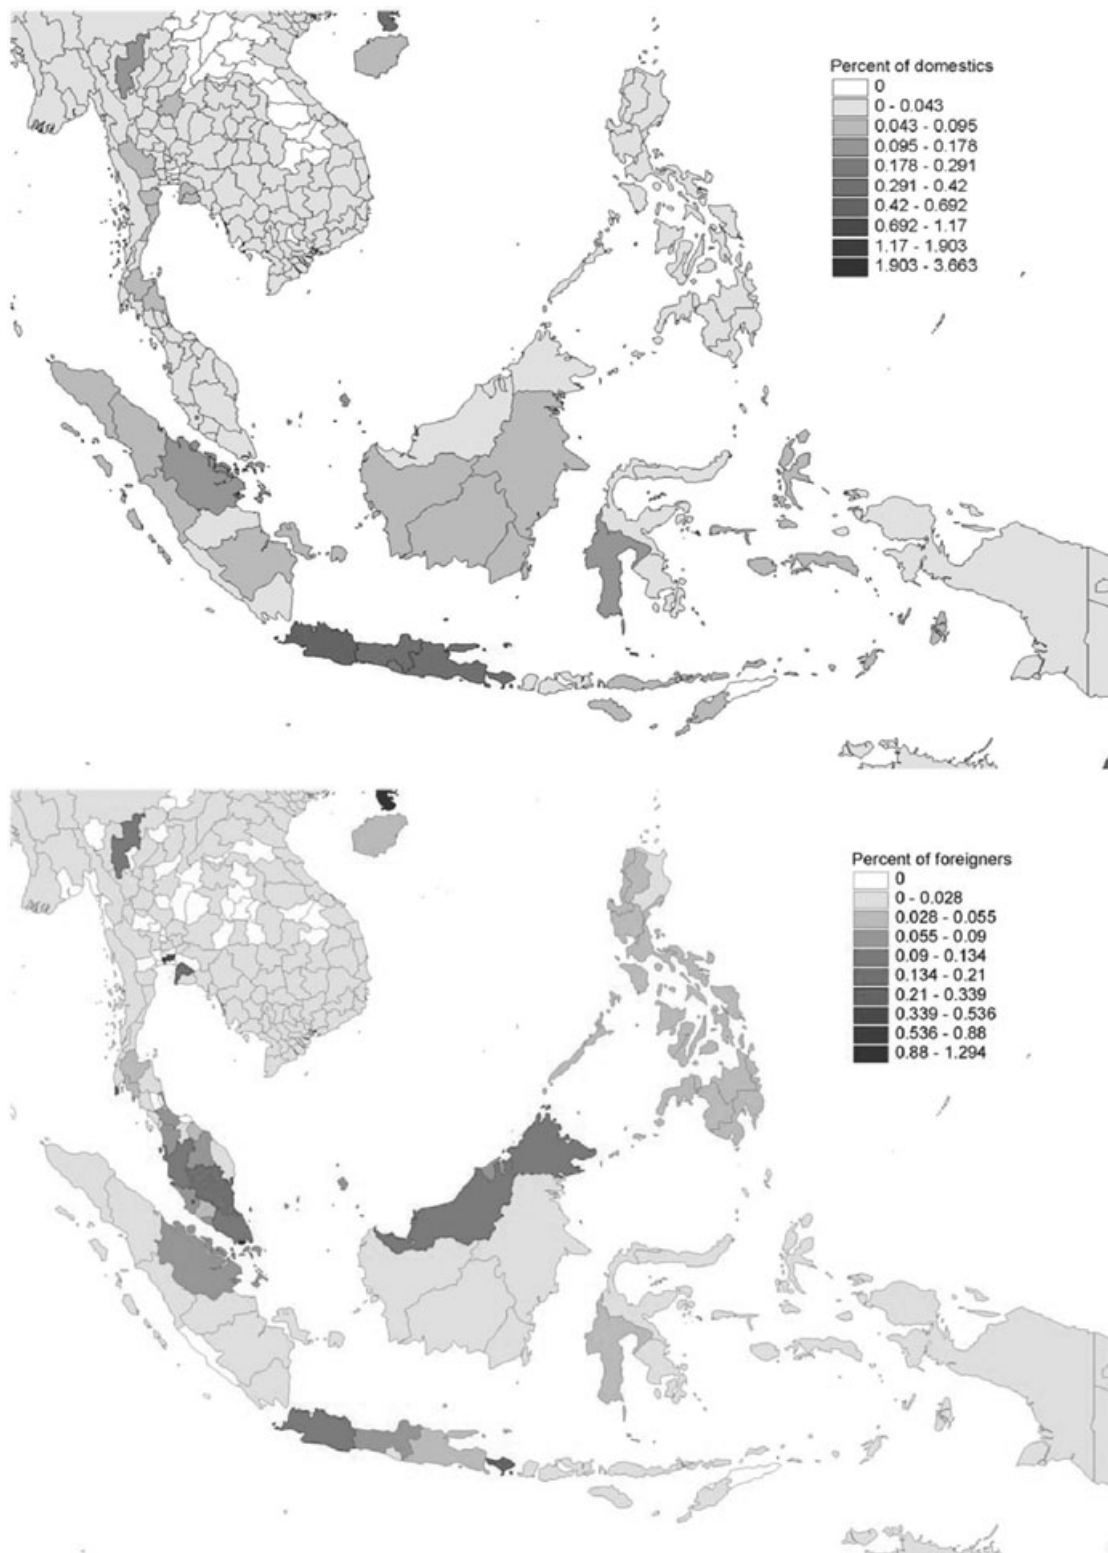 Percent of domestics
0
0 - 0.043
0.043 - 0.095
0.095 - 0.178
0.178 - 0.291
0.291 - 0.42
0.42 - 0.692
0.692 - 1.17
1.17 - 1.903
1.903 - 3.663
Percent of foreigners
0
0 - 0.028
0.028 - 0.055
0.055 - 0.09
0.09 - 0.134
0.134 - 0.21
0.21 - 0.339
0.339 - 0.536
0.536 - 0.88
0.88 - 1.294